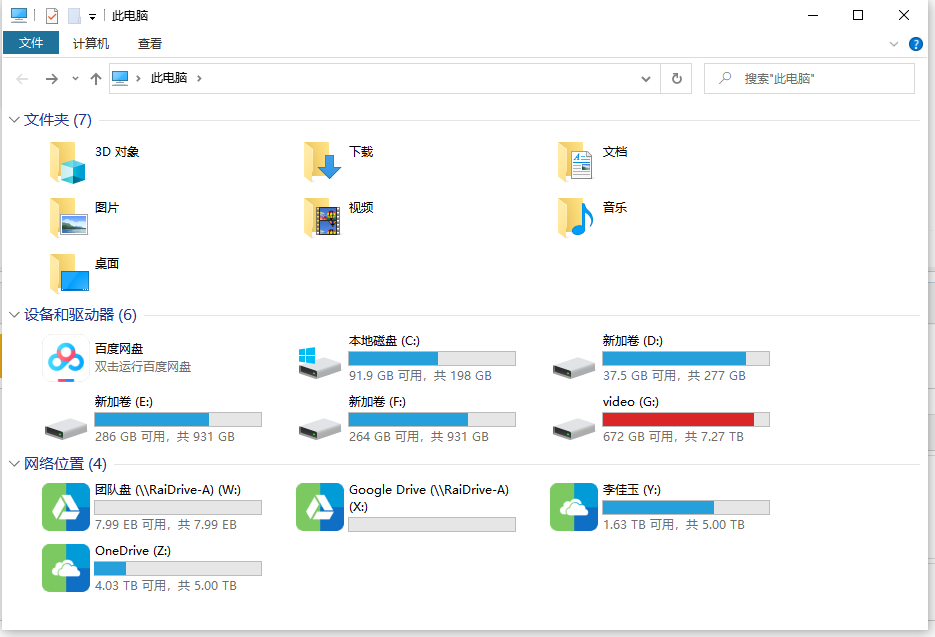 此电脑
文件 计算机 查看
此电脑 搜索"此电脑"
文件夹 (7)
3D 对象 下载 文档
图片 视频 音乐
桌面
设备和驱动器 (6)
百度网盘
双击运行百度网盘
本地磁盘 (C:)
91.9 GB 可用，共 198 GB
新加卷 (D:)
37.5 GB 可用，共 277 GB
新加卷 (E:)
286 GB 可用，共 931 GB
新加卷 (F:)
264 GB 可用，共 931 GB
video (G:)
672 GB 可用，共 7.27 TB
网络位置 (4)
团队盘 (\\RaiDrive-A) (W:)
7.99 EB 可用，共 7.99 EB
Google Drive (\\RaiDrive-A)
(X:)
李佳玉 (Y:)
1.63 TB 可用，共 5.00 TB
OneDrive (Z:)
4.03 TB 可用，共 5.00 TB